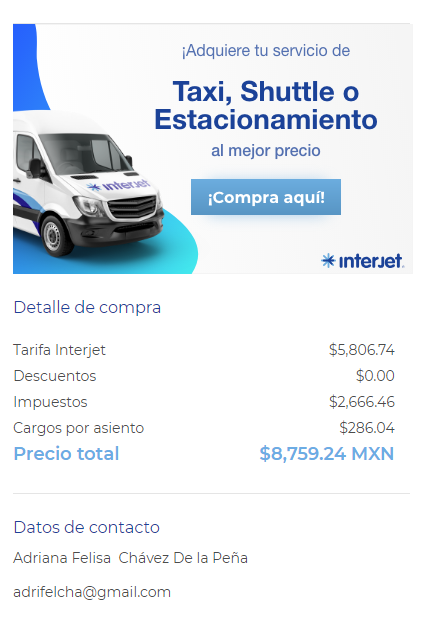 ¡Adquiere tu servicio de
Taxi, Shuttle o
Estacionamiento
al mejor precio
interjet
¡Compra aquí!
interjet.
Detalle de compra
Tarifa Interjet $5,806.74
Descuentos $0.00
Impuestos $2,666.46
Cargos por asiento $286.04
Precio total $8,759.24 MXN
Datos de contacto
Adriana Felisa Chávez De la Peña
adrifelcha@gmail.com